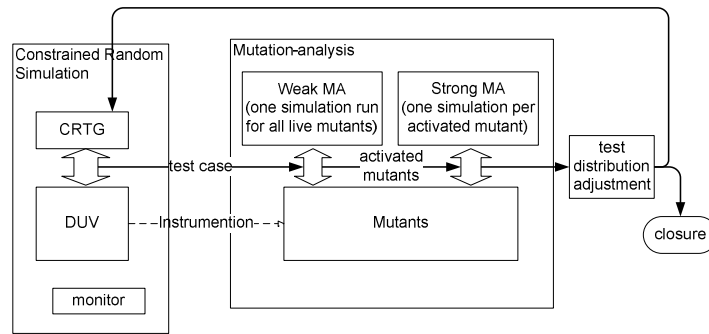 Constrained Random
Simulation
CRTG
DUV
monitor
test case
Instrumention
Mutation-analysis
Weak MA
(one simulation run
for all live mutants)
Strong MA
(one simulation per
activated mutant)
activated
mutants
Mutants
test
distribution
adjustment
closure